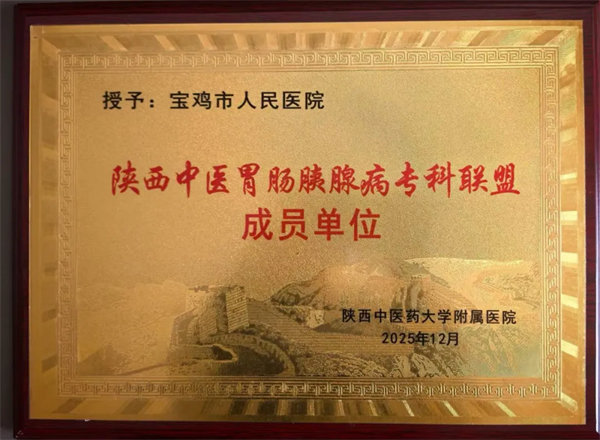 授予：宝鸡市人民医院
陕西中医胃肠胰腺病专科联盟
成员单位
陕西中医药大学附属医院
2025年12月